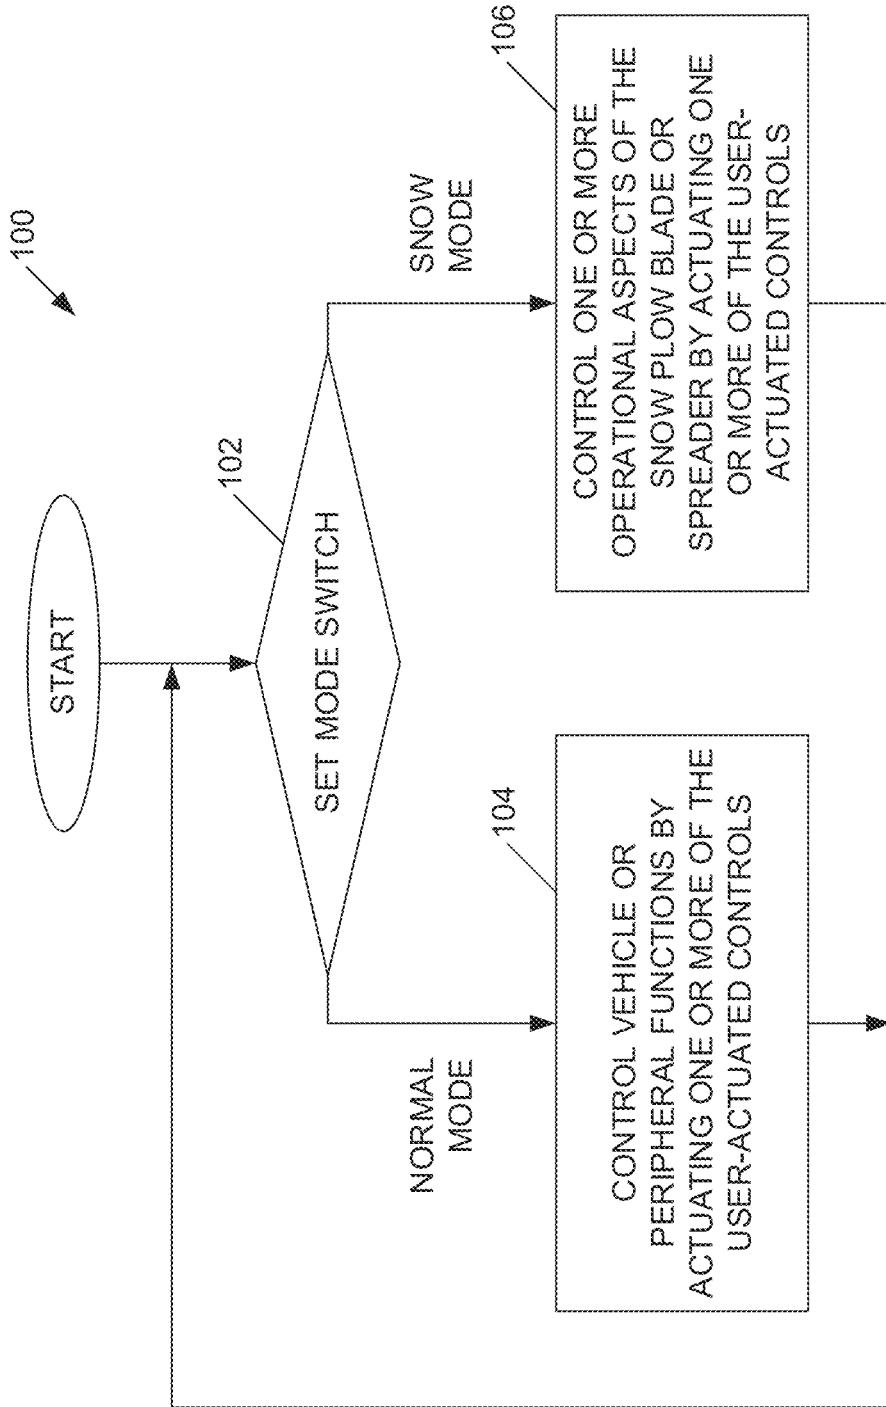 100
START
102
SET MODE SWITCH
NORMAL
MODE
SNOW
MODE
104
CONTROL VEHICLE OR
PERIPHERAL FUNCTIONS BY
ACTUATING ONE OR MORE OF THE
USER-ACTUATED CONTROLS
106
CONTROL ONE OR MORE
OPERATIONAL ASPECTS OF THE
SNOW PLOW BLADE OR
SPREADER BY ACTUATING ONE
OR MORE OF THE USER-
ACTUATED CONTROLS